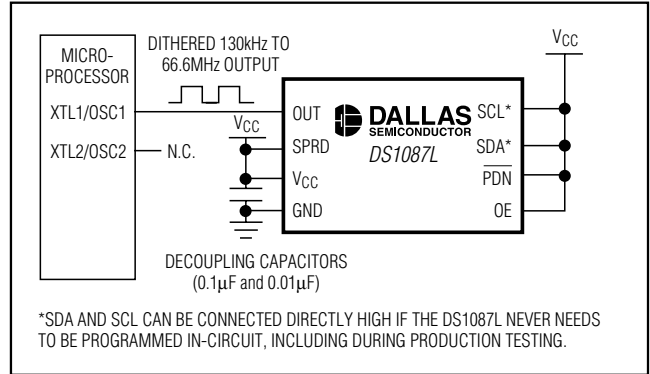 MICRO-
PROCESSOR
XTL1/OSC1
XTL2/OSC2
N.C.
DITHERED 130kHz TO
66.6MHz OUTPUT
VCC
DECOUPLING CAPACITORS
(0.1μF and 0.01μF)
OUT
SPRD
VCC
GND
DALLAS
SEMICONDUCTOR
DS1087L
SCL*
SDA*
PDN
OE
VCC
*SDA AND SCL CAN BE CONNECTED DIRECTLY HIGH IF THE DS1087L NEVER NEEDS
TO BE PROGRAMMED IN-CIRCUIT, INCLUDING DURING PRODUCTION TESTING.